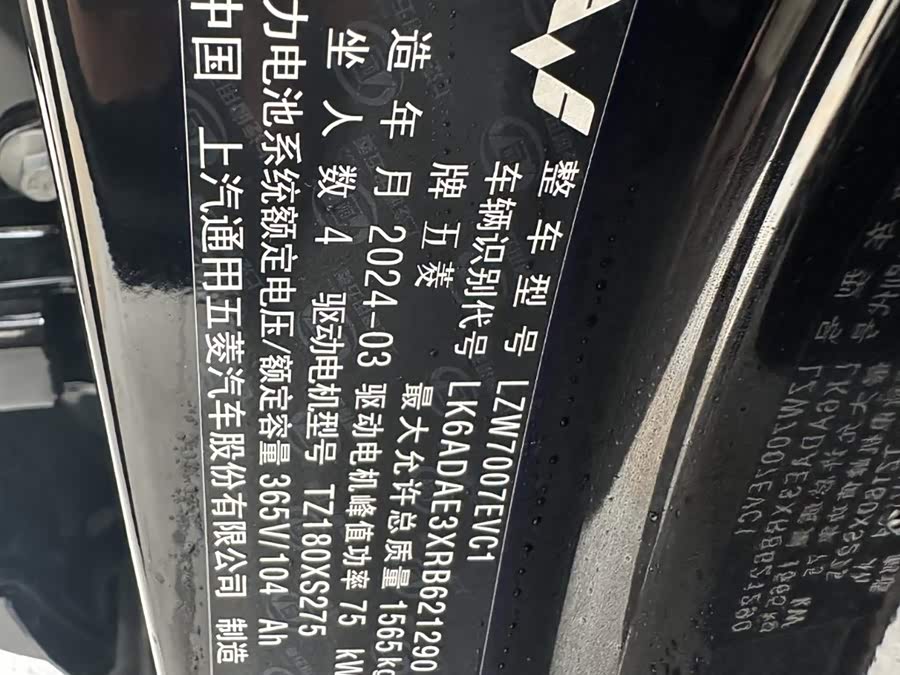 整车型号 LZW7007EVC1
车辆识别代号 LK6ADAE3XRB621290
牌 五菱 最大允许总质量 1565kg
造年月 2024-03 驱动电机峰值功率 75 kW
坐人数 4 驱动电机型号 TZ180XS275
力电池系统额定电压/额定容量 365V/104 Ah
中国 上汽通用五菱汽车股份有限公司 制造